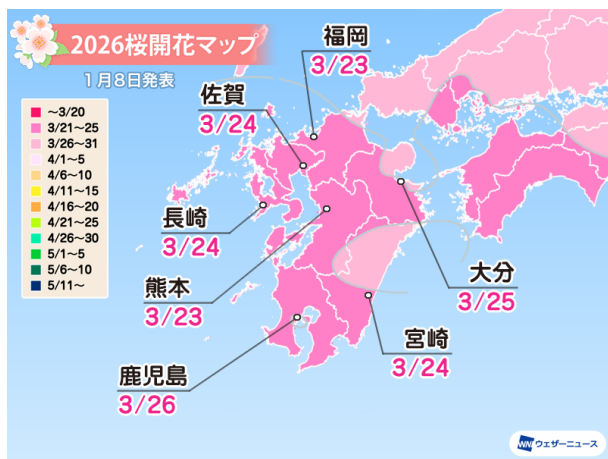 2026桜開花マップ
1月8日発表
～3/20
3/21～25
3/26～31
4/1～5
4/6～10
4/11～15
4/16～20
4/21～25
4/26～30
5/1～5
5/6～10
5/11～
福岡
3/23
佐賀
3/24
長崎
3/24
熊本
3/23
大分
3/25
宮崎
3/24
鹿児島
3/26
WNI ウェザーニュース